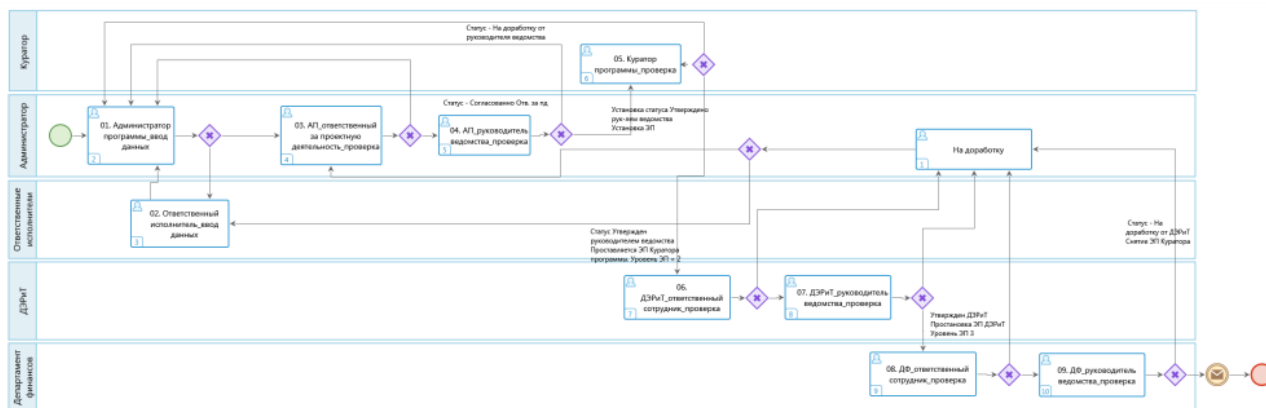 Куратор
Статус - На доработку от
руководителя ведомства
05. Куратор
программы_проверка
6
Администратор
01. Администратор
программы_ввод
данных
2
03. АП_ответственный
за проектную
деятельность_проверка
4
Статус - Согласованно Отв. за пд
04. АП_руководитель
ведомства_проверка
5
Установка статуса Утверждено
рук-лем ведомства
Установка ЭП
На доработку
1
Ответственные
исполнители
02. Ответственный
исполнитель_ввод
данных
3
Статус Утвержден
руководителем ведомства
Проставляется ЭП Куратора
программы. Уровень ЭП = 2
Статус - На
доработку от ДЭРиТ
Снятие ЭП Куратора
ДЭРиТ
06.
ДЭРиТ_ответственный
сотрудник_проверка
7
07. ДЭРиТ_руководитель
ведомства_проверка
8
Утвержден ДЭРиТ
Простановка ЭП ДЭРиТ
Уровень ЭП 3
Департамент
финансов
08. ДФ_ответственный
сотрудник_проверка
9
09. ДФ_руководитель
ведомства_проверка
10